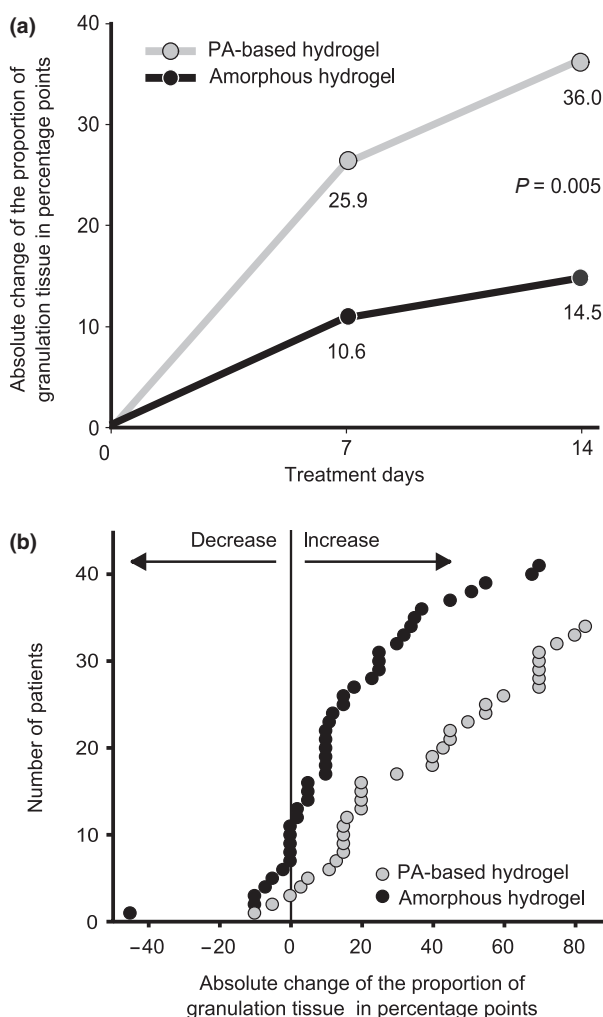 (a)
Absolute change of the proportion of
granulation tissue in percentage points
40
30
20
10
0
PA-based hydrogel
Amorphous hydrogel
36.0
25.9
P = 0.005
14.5
10.6
0
7
14
Treatment days
(b)
Decrease
Increase
Number of patients
40
30
20
10
0
PA-based hydrogel
Amorphous hydrogel
−40
−20
0
20
40
60
80
Absolute change of the proportion of
granulation tissue in percentage points